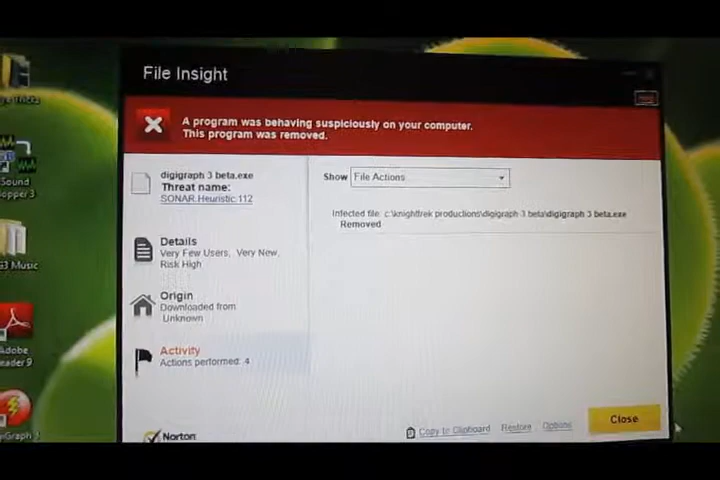 File Insight
A program was behaving suspiciously on your computer.
This program was removed.
digigraph 3 beta.exe
Threat name:
SONAR.Heuristic.112
Show File Actions
Infected file: c:\knighttrek productions\digigraph 3 beta\digigraph 3 beta.exe
Removed
Details
Very Few Users, Very New,
Risk High
Origin
Downloaded from
Unknown
Activity
Actions performed: 4
Norton
Copy to Clipboard Restore Options Close
Sound
3 Music
Adobe